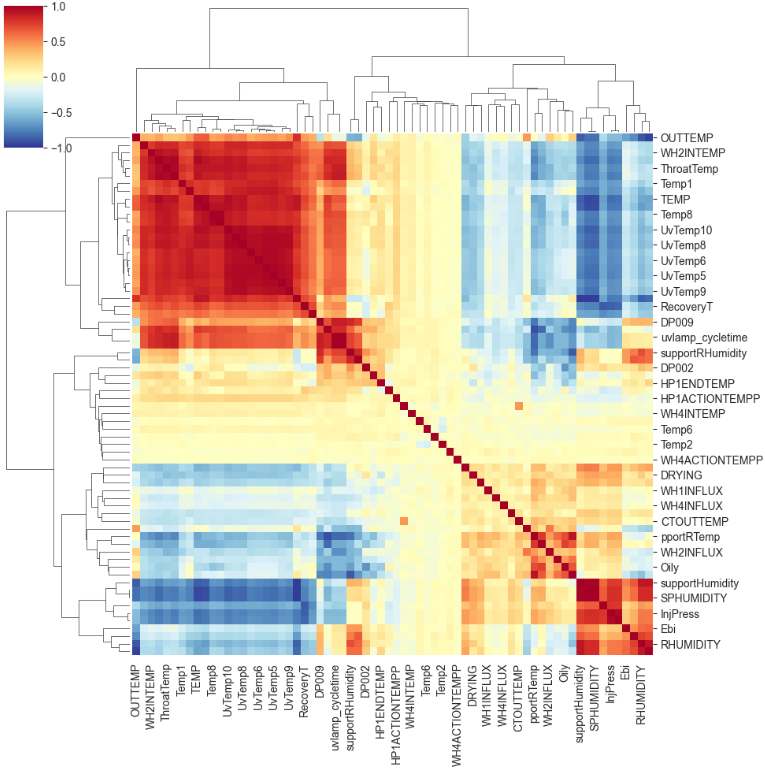 1.0
0.5
0.0
−0.5
−1.0
OUTTEMP
WH2INTEMP
ThroatTemp
Temp1
TEMP
Temp8
UvTemp10
UvTemp8
UvTemp6
UvTemp5
UvTemp9
RecoveryT
DP009
uvlamp_cycletime
supportRHumidity
DP002
HP1ENDTEMP
HP1ACTIONTEMPP
WH4INTEMP
Temp6
Temp2
WH4ACTIONTEMPP
DRYING
WH1INFLUX
WH4INFLUX
CTOUTTEMP
pportRTemp
WH2INFLUX
Oily
supportHumidity
SPHUMIDITY
InjPress
Ebi
RHUMIDITY
OUTTEMP
WH2INTEMP
ThroatTemp
Temp1
TEMP
Temp8
UvTemp10
UvTemp8
UvTemp6
UvTemp5
UvTemp9
RecoveryT
DP009
uvlamp_cycletime
supportRHumidity
DP002
HP1ENDTEMP
HP1ACTIONTEMPP
WH4INTEMP
Temp6
Temp2
WH4ACTIONTEMPP
DRYING
WH1INFLUX
WH4INFLUX
CTOUTTEMP
pportRTemp
WH2INFLUX
Oily
supportHumidity
SPHUMIDITY
InjPress
Ebi
RHUMIDITY